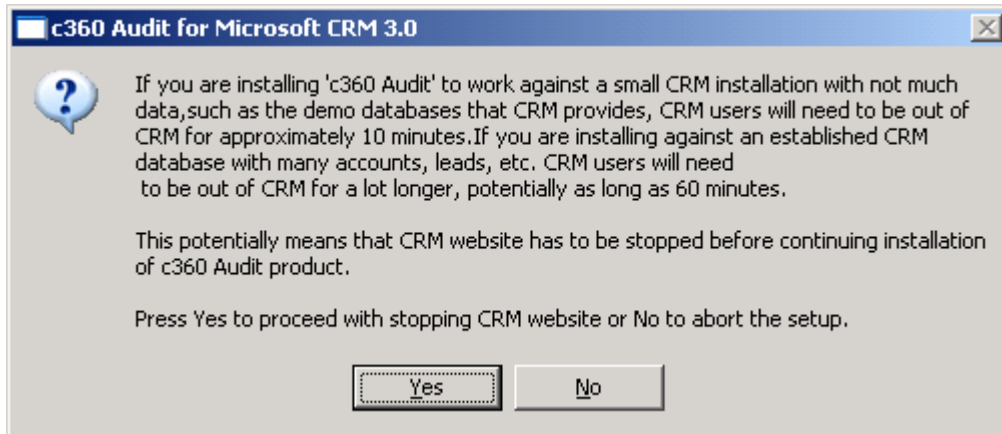 c360 Audit for Microsoft CRM 3.0
If you are installing 'c360 Audit' to work against a small CRM installation with not much
data,such as the demo databases that CRM provides, CRM users will need to be out of
CRM for approximately 10 minutes.If you are installing against an established CRM
database with many accounts, leads, etc. CRM users will need
to be out of CRM for a lot longer, potentially as long as 60 minutes.
This potentially means that CRM website has to be stopped before continuing installation
of c360 Audit product.
Press Yes to proceed with stopping CRM website or No to abort the setup.
Yes No